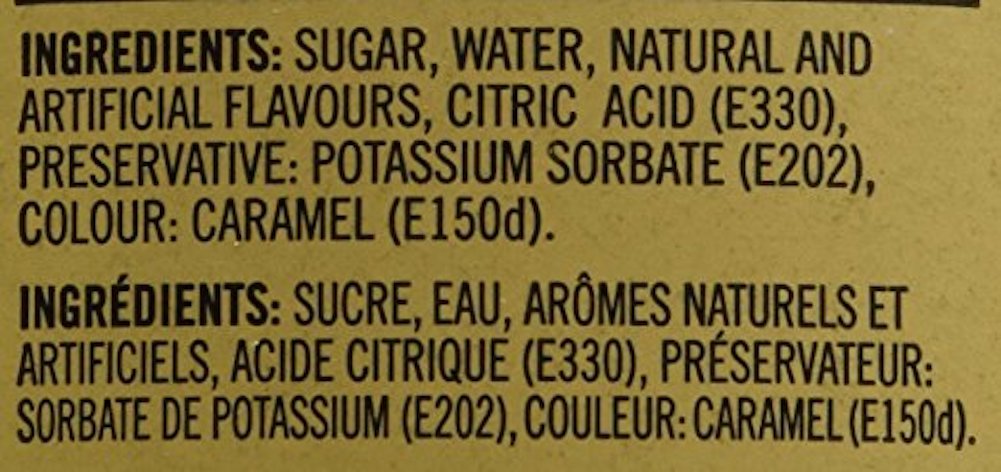 INGREDIENTS: SUGAR, WATER, NATURAL AND
ARTIFICIAL FLAVOURS, CITRIC ACID (E330),
PRESERVATIVE: POTASSIUM SORBATE (E202),
COLOUR: CARAMEL (E150d).
INGRÉDIENTS: SUCRE, EAU, ARÔMES NATURELS ET
ARTIFICIELS, ACIDE CITRIQUE (E330), PRÉSERVATEUR:
SORBATE DE POTASSIUM (E202), COULEUR: CARAMEL (E150d).